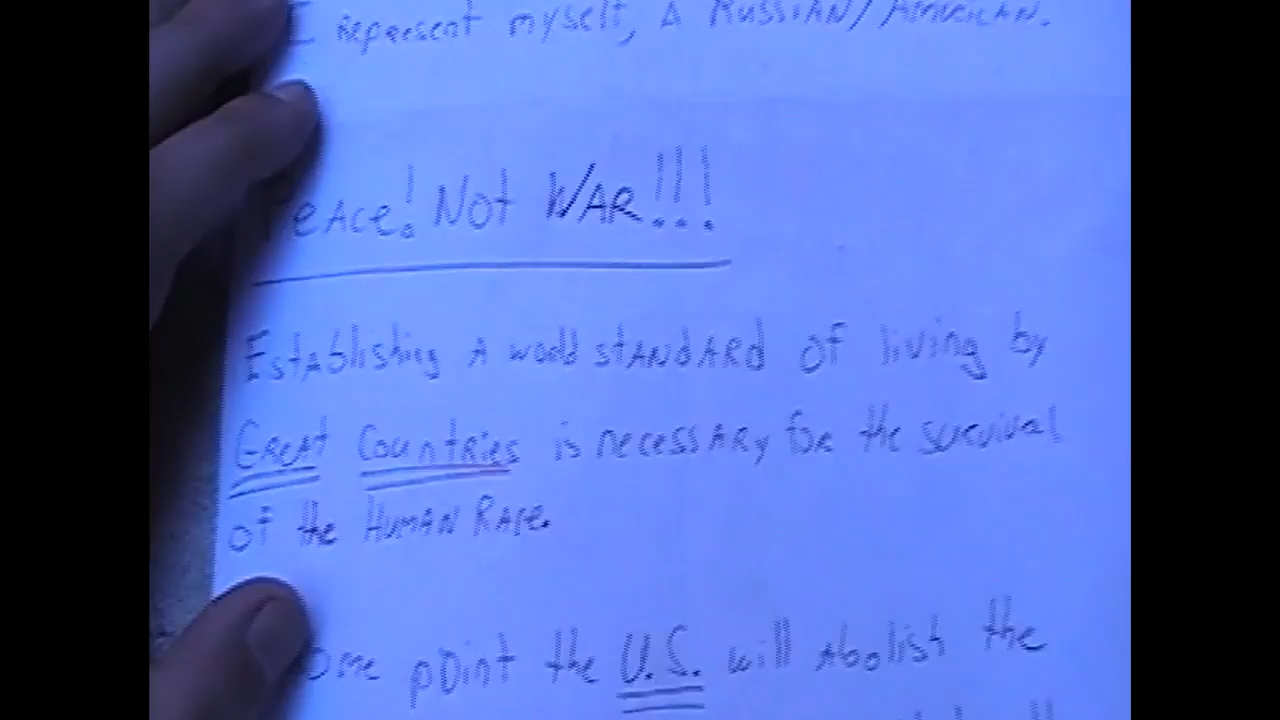 I represent myself, A Russian/American.
Peace! Not WAR!!!
Establishing A world standard of living by
Great Countries is necessary for the survival
of the Human Race.
ome point the U.S. will abolish the